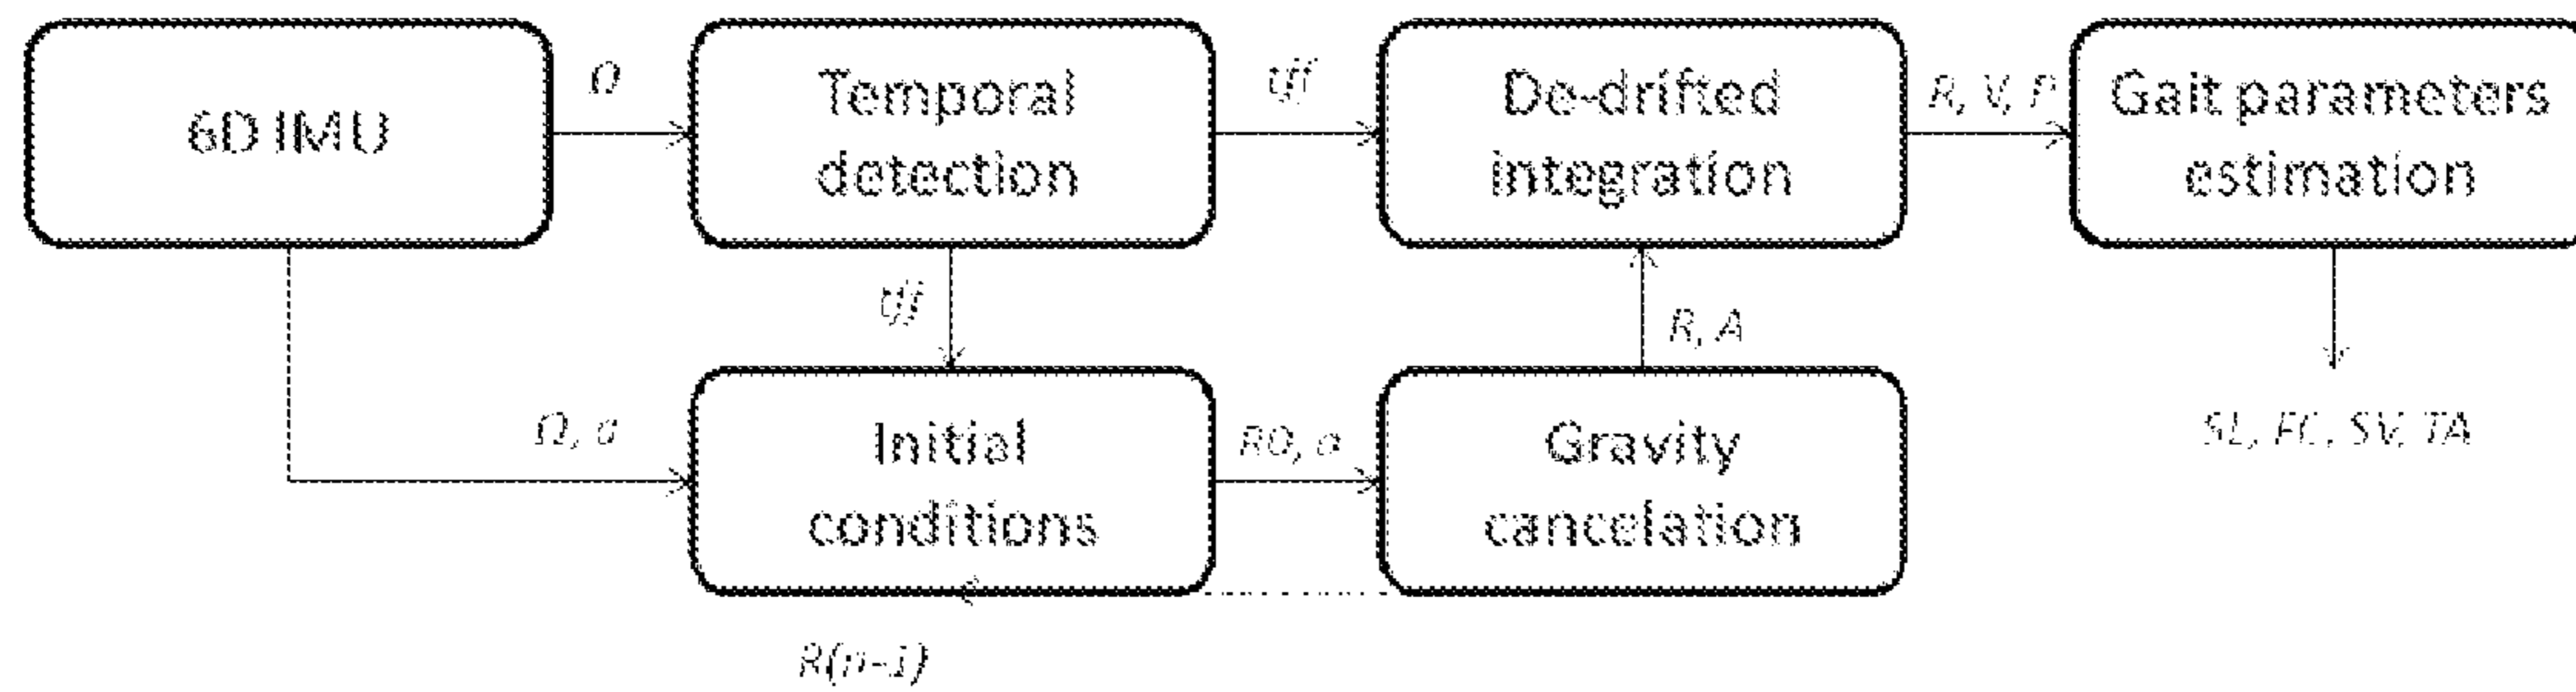 6D IMU
Ω
Temporal
detection
tff
De-drifted
integration
R, V, P
Gait parameters
estimation
tff
R, A
Ω, a
Initial
conditions
R0, a
Gravity
cancelation
SL, FC, SV, TA
R(n-1)